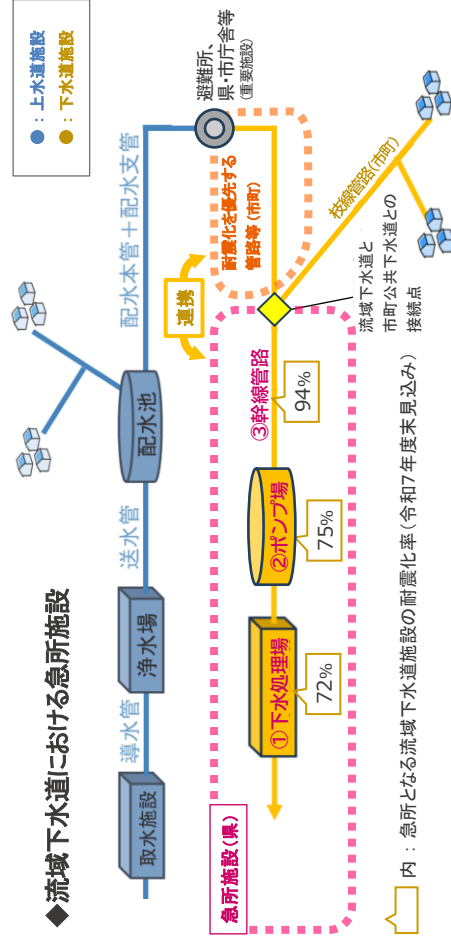 ◆流域下水道における急所施設
●：上水道施設
●：下水道施設
取水施設
導水管
浄水場
送水管
配水池
配水本管＋配水支管
避難所、
県・市庁舎等
(重要施設)
連携
耐震化を優先する
管路等(市町)
急所施設(県)
①下水処理場
72%
②ポンプ場
75%
③幹線管路
94%
枝線管路(市町)
流域下水道と
市町公共下水道との
接続点
内：急所となる流域下水道施設の耐震化率(令和7年度末見込み)